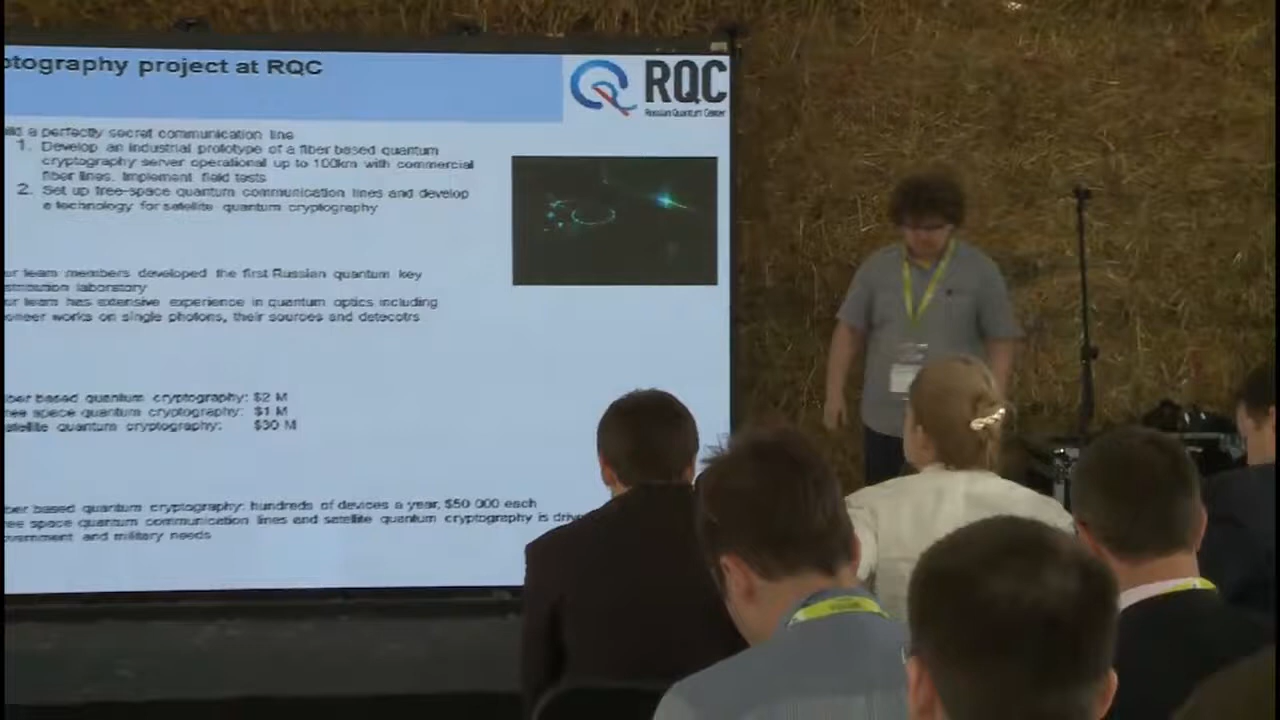 ptography project at RQC
RQC
Russian Quantum Center
ild a perfectly secret communication line
1. Develop an industrial prototype of a fiber based quantum
cryptography server operational up to 100km with commercial
fiber lines. Implement field tests
2. Set up free-space quantum communication lines and develop
a technology for satellite quantum cryptography
ur team members developed the first Russian quantum key
stribution laboratory
ur team has extensive experience in quantum optics including
oneer works on single photons, their sources and detecotrs
iber based quantum cryptography: $2 M
ree space quantum cryptography: $1 M
atellite quantum cryptography: $30 M
ber based quantum cryptography: hundreds of devices a year, $50 000 each
ree space quantum communication lines and satellite quantum cryptography is drive
vernment and military needs